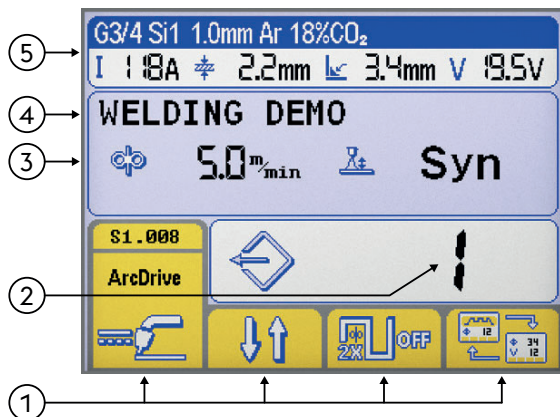 G3/4 Si1 1.0mm Ar 18%CO₂
5 I 118A 2.2mm 3.4mm V 19.5V
4 WELDING DEMO
3 5.0 m/min Syn
S1.008
ArcDrive
2 1
2X OFF 12 34 V 12
1